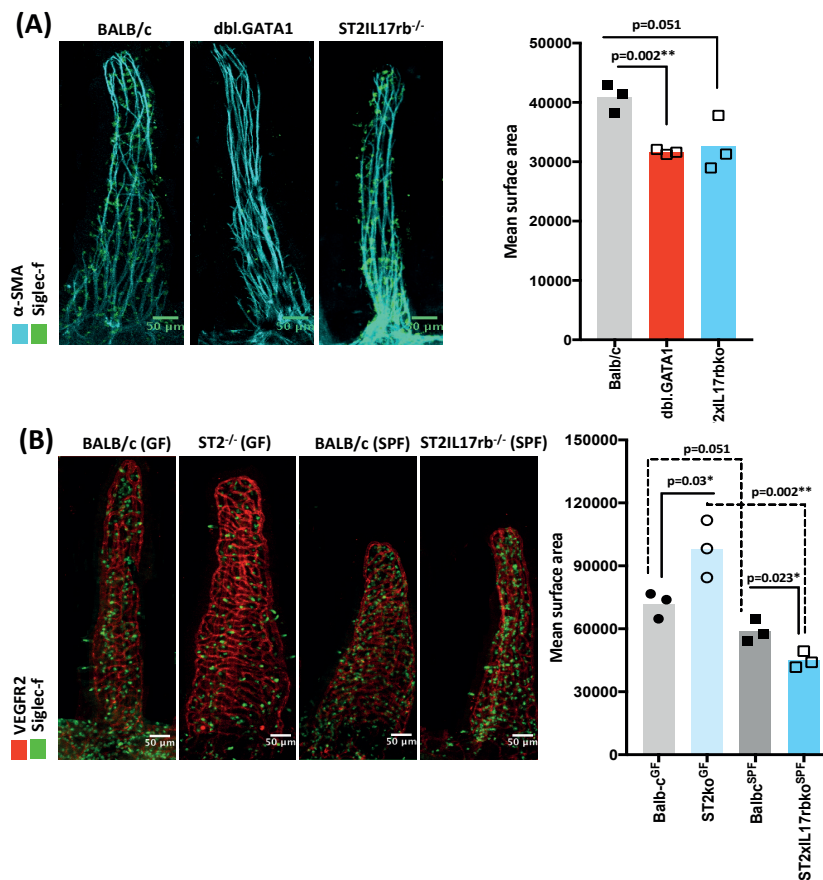 (A)
BALB/c dbl.GATA1 ST2IL17rb-/-
α-SMA
Siglec-f
50 µm 50 µm 50 µm
p=0.051
p=0.002**
50000
40000
30000
20000
10000
0
Mean surface area
Balb/c
dbl.GATA1
2xIL17rbko
(B)
BALB/c (GF) ST2-/- (GF) BALB/c (SPF) ST2IL17rb-/- (SPF)
VEGFR2
Siglec-f
50 µm 50 µm 50 µm 50 µm
p=0.051
p=0.03*
p=0.002**
p=0.023*
150000
120000
90000
60000
30000
0
Mean surface area
Balb-cGF
ST2koGF
BalbcSPF
ST2xIL17rbkoSPF